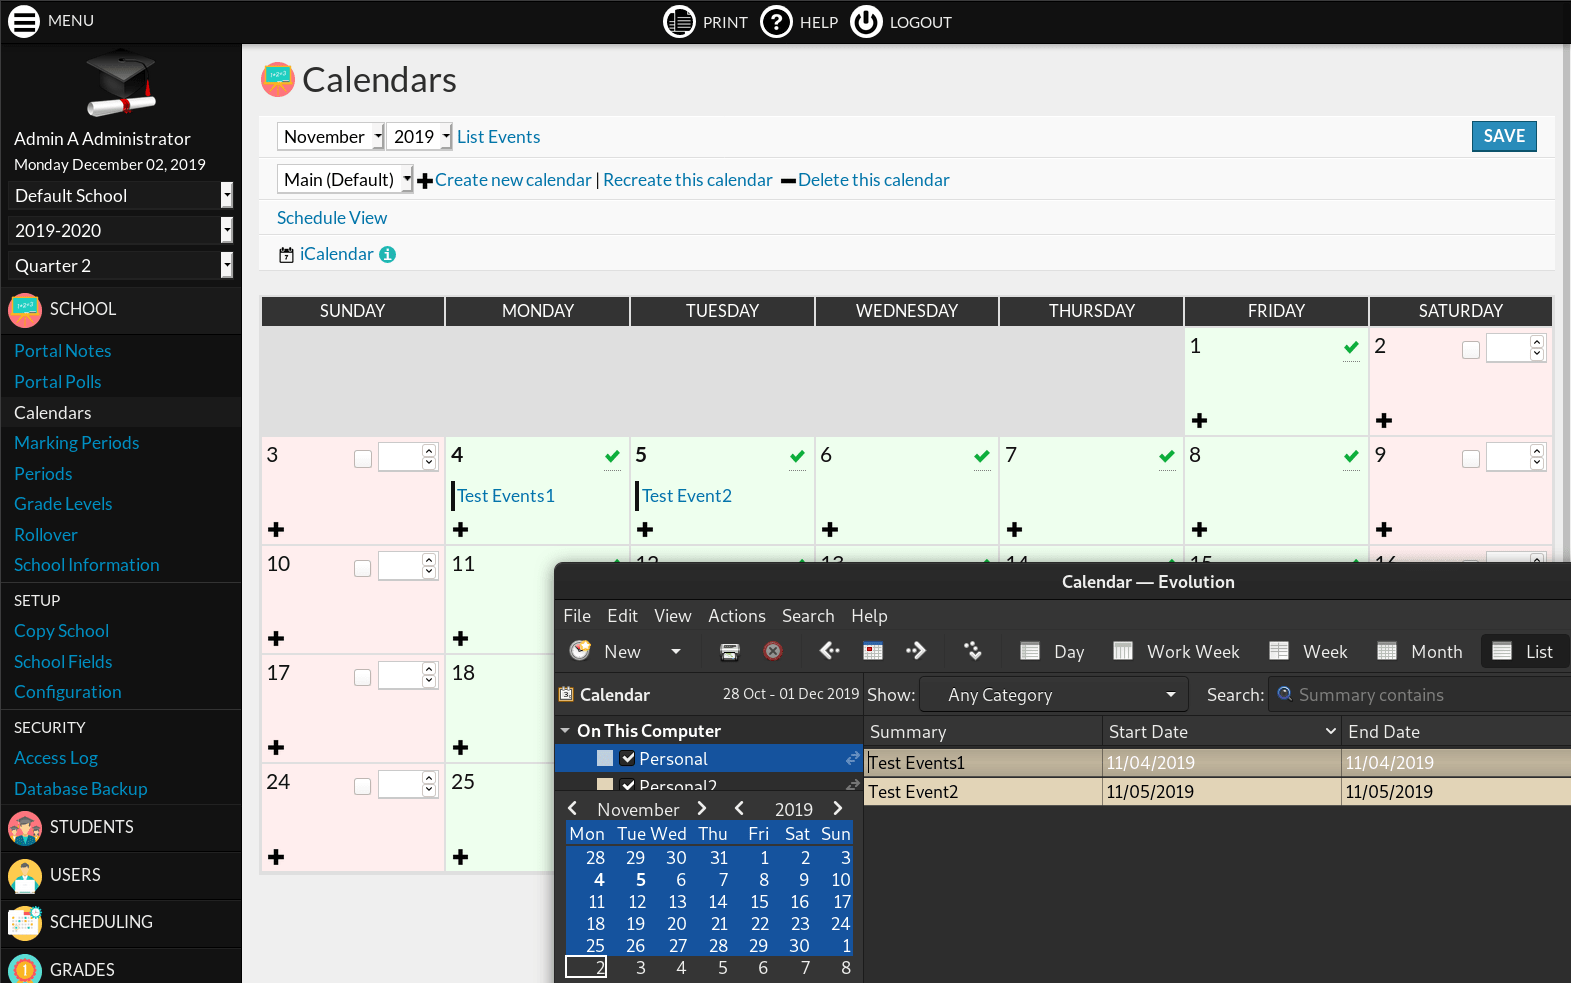 MENU
PRINT ? HELP LOGOUT
Admin A Administrator
Monday December 02, 2019
Default School
2019-2020
Quarter 2
SCHOOL
Portal Notes
Portal Polls
Calendars
Marking Periods
Periods
Grade Levels
Rollover
School Information
SETUP
Copy School
School Fields
Configuration
SECURITY
Access Log
Database Backup
STUDENTS
USERS
SCHEDULING
1 GRADES
Calendars
November 2019 List Events SAVE
Main (Default) Create new calendar | Recreate this calendar Delete this calendar
Schedule View
7 iCalendar i
SUNDAY MONDAY TUESDAY WEDNESDAY THURSDAY FRIDAY SATURDAY
1 2
3 4 5 6 7 8 9
Test Events1 Test Event2
10 11 12 13 14 15 16
17 18
24 25
Calendar — Evolution
File Edit View Actions Search Help
New Day Work Week Week Month List
Calendar 28 Oct - 01 Dec 2019 Show: Any Category Search: Summary contains
On This Computer
Personal
Personal2
Summary Start Date End Date
Test Events1 11/04/2019 11/04/2019
Test Event2 11/05/2019 11/05/2019
November 2019
Mon Tue Wed Thu Fri Sat Sun
28 29 30 31 1 2 3
4 5 6 7 8 9 10
11 12 13 14 15 16 17
18 19 20 21 22 23 24
25 26 27 28 29 30 1
2 3 4 5 6 7 8